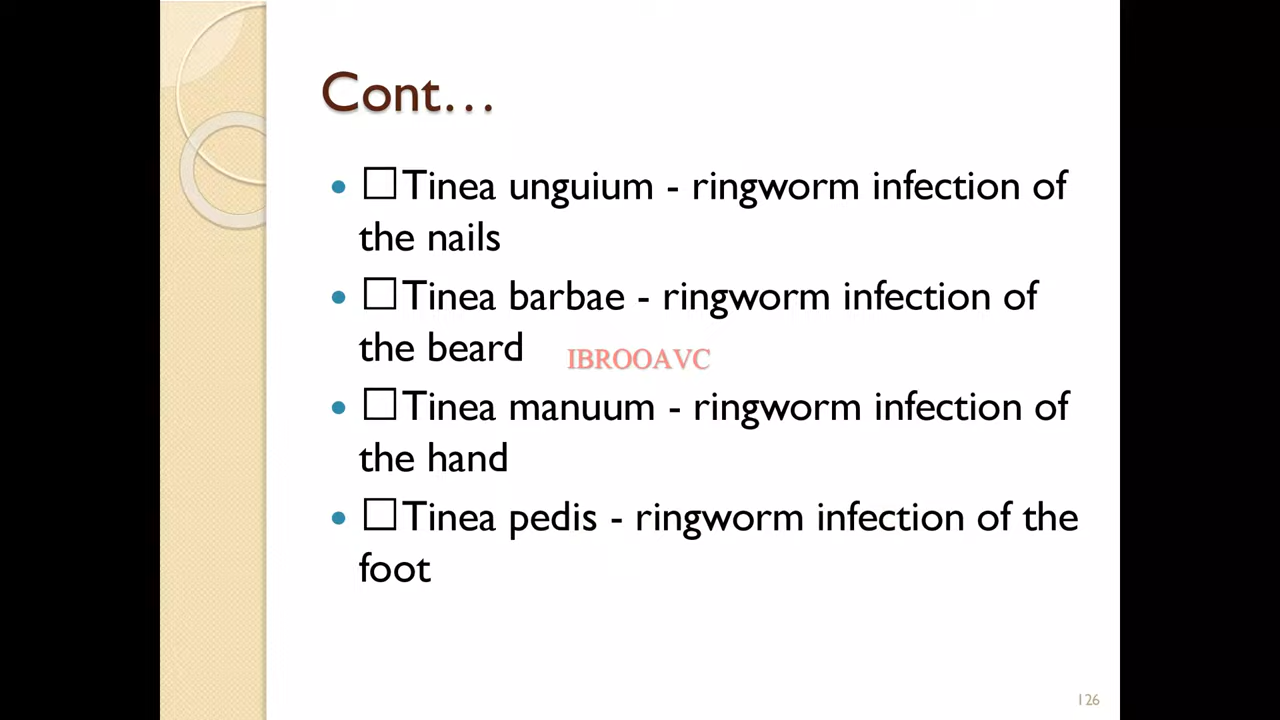 Cont...
• □Tinea unguium - ringworm infection of
the nails
• □Tinea barbae - ringworm infection of
the beard
IBROOAVC
• □Tinea manuum - ringworm infection of
the hand
• □Tinea pedis - ringworm infection of the
foot
126